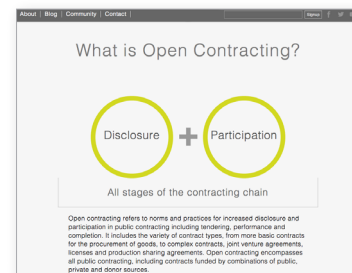 About | Blog | Community | Contact |
What is Open Contracting?
Disclosure + Participation
All stages of the contracting chain
Open contracting refers to norms and practices for increased disclosure and
participation in public contracting including tendering, performance and
completion. It includes the variety of contract types, from more basic contracts
for the procurement of goods, to complex contracts, joint venture agreements,
licenses and production sharing agreements. Open contracting encompasses
all public contracting, including contracts funded by combinations of public,
private and donor sources.